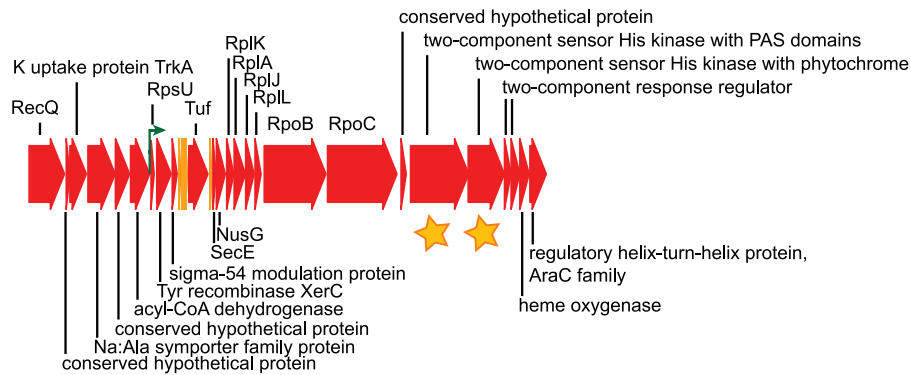 conserved hypothetical protein
RplK
two-component sensor His kinase with PAS domains
RplA
two-component sensor His kinase with phytochrome
K uptake protein TrkA
RplJ
two-component response regulator
RpsU
RplL
RecQ
Tuf
RpoB
RpoC
NusG
SecE
regulatory helix-turn-helix protein,
AraC family
sigma-54 modulation protein
Tyr recombinase XerC
heme oxygenase
acyl-CoA dehydrogenase
conserved hypothetical protein
Na:Ala symporter family protein
conserved hypothetical protein